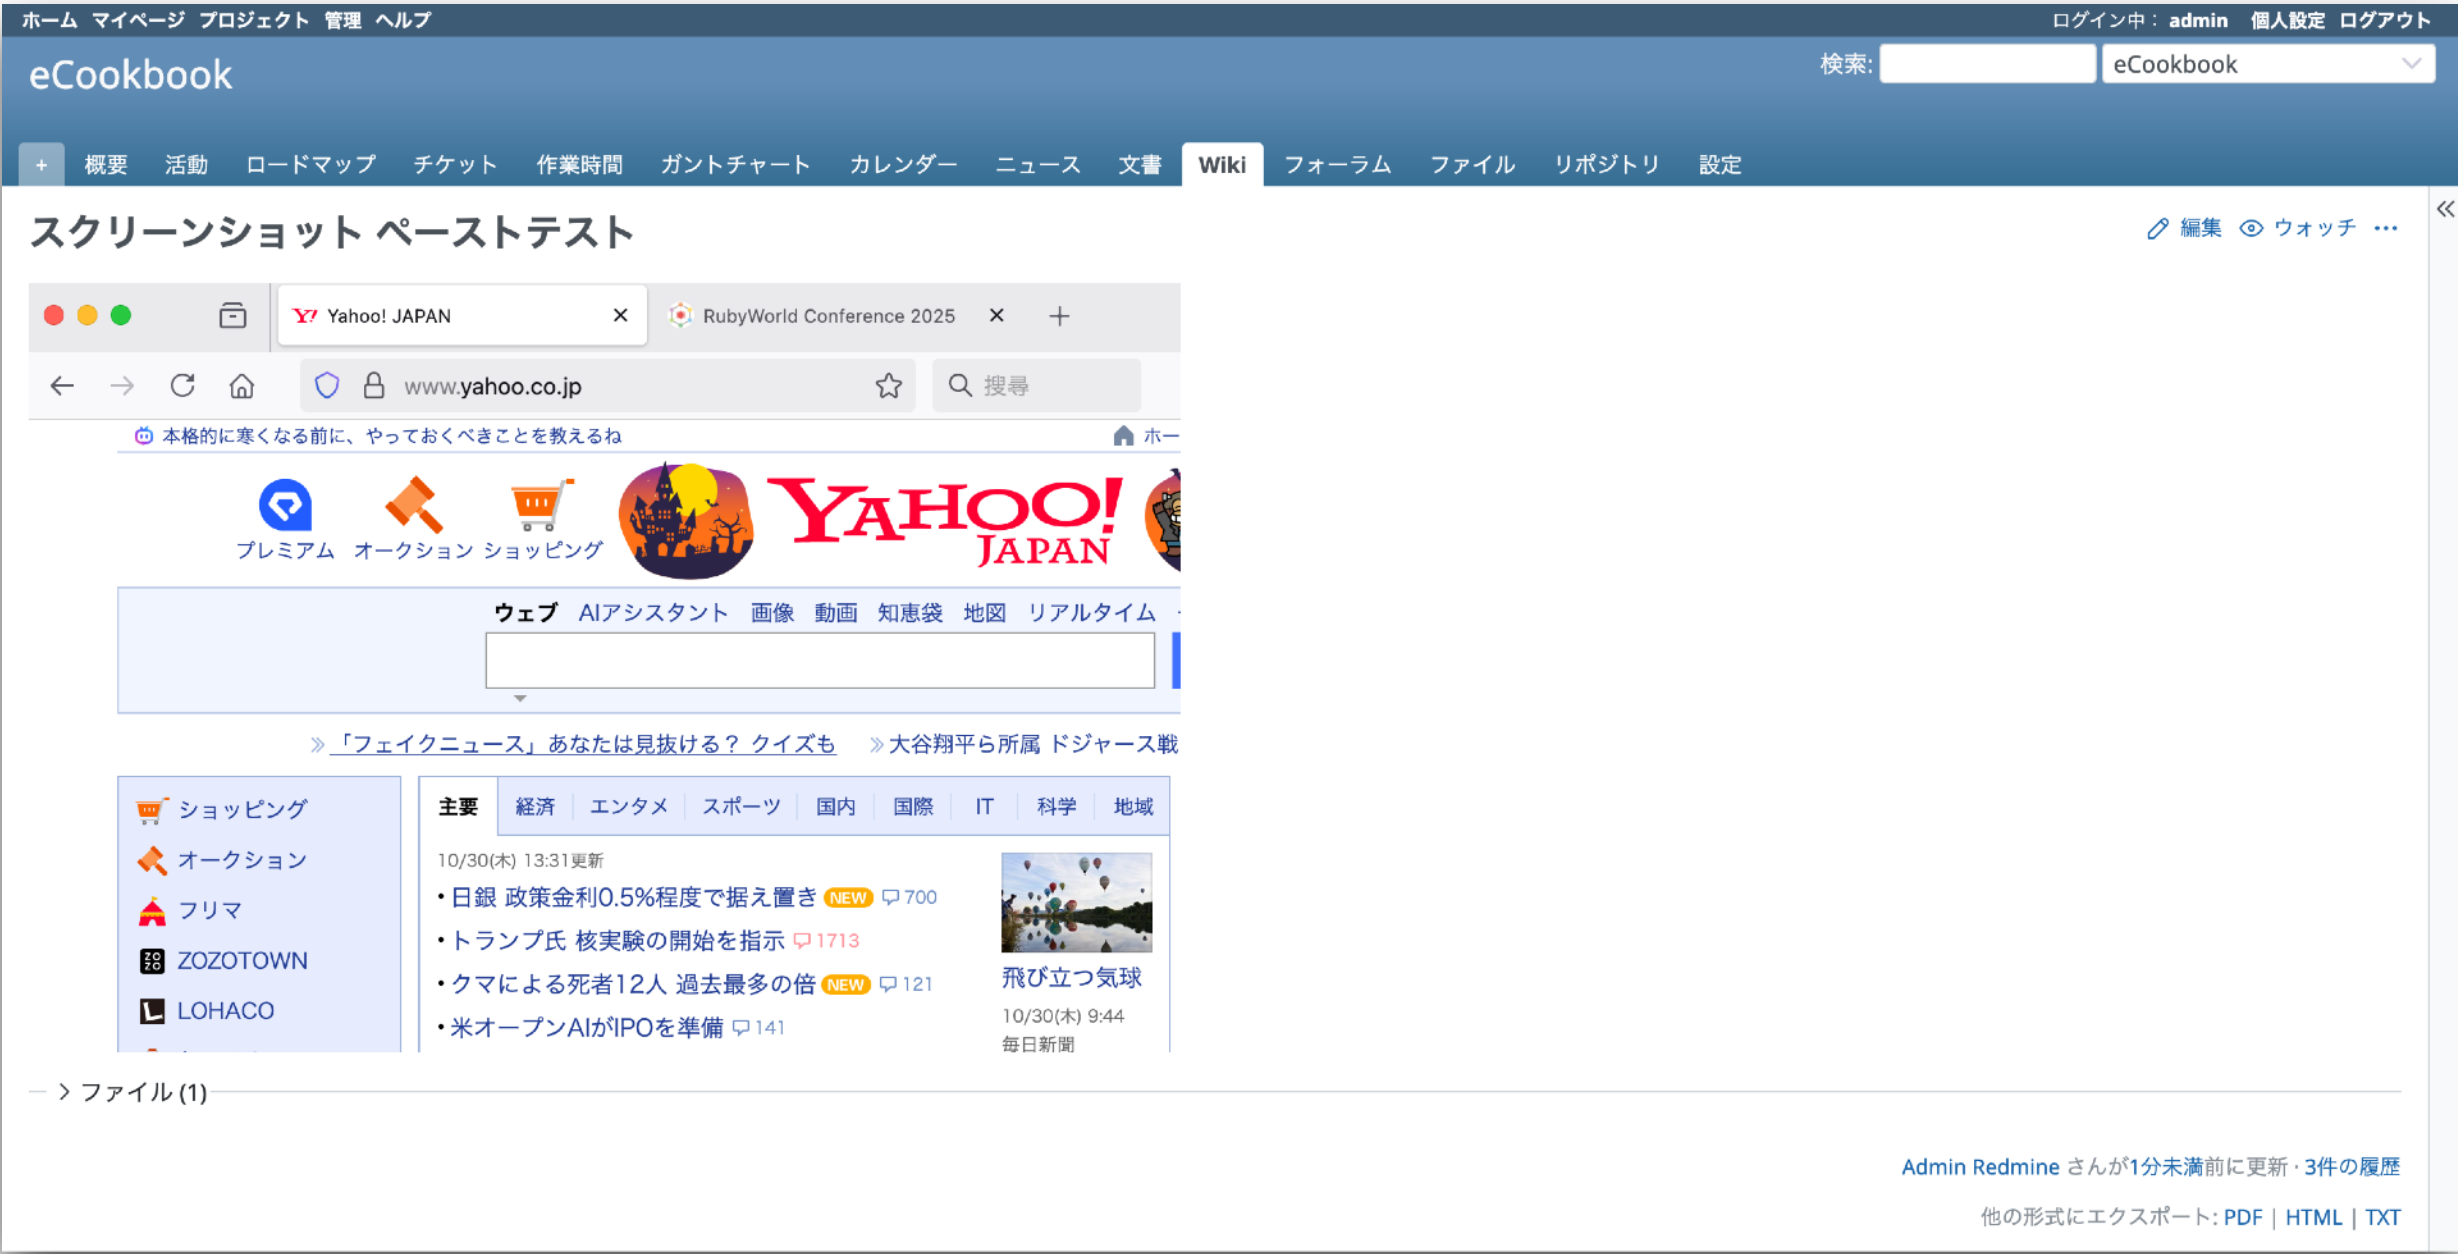 ホーム マイページ プロジェクト 管理 ヘルプ
ログイン中： admin 個人設定 ログアウト
eCookbook
検索: eCookbook
+ 概要 活動 ロードマップ チケット 作業時間 ガントチャート カレンダー ニュース 文書 Wiki フォーラム ファイル リポジトリ 設定
スクリーンショット ペーストテスト
編集 ウォッチ ...
Yahoo! JAPAN
RubyWorld Conference 2025
www.yahoo.co.jp
搜尋
本格的に寒くなる前に、やっておくべきことを教えるね
ホー
プレミアム オークション ショッピング
YAHOO!
JAPAN
ウェブ AIアシスタント 画像 動画 知恵袋 地図 リアルタイム
「フェイクニュース」あなたは見抜ける？ クイズも
大谷翔平ら所属 ドジャース戦
ショッピング
オークション
フリマ
ZOZOTOWN
LOHACO
主要 経済 エンタメ スポーツ 国内 国際 IT 科学 地域
10/30(木) 13:31更新
・日銀 政策金利0.5%程度で据え置き NEW 700
・トランプ氏 核実験の開始を指示 1713
・クマによる死者12人 過去最多の倍 NEW 121
・米オープンAIがIPOを準備 141
飛び立つ気球
10/30(木) 9:44
毎日新聞
ファイル (1)
Admin Redmine さんが1分未満前に更新 · 3件の履歴
他の形式にエクスポート: PDF | HTML | TXT